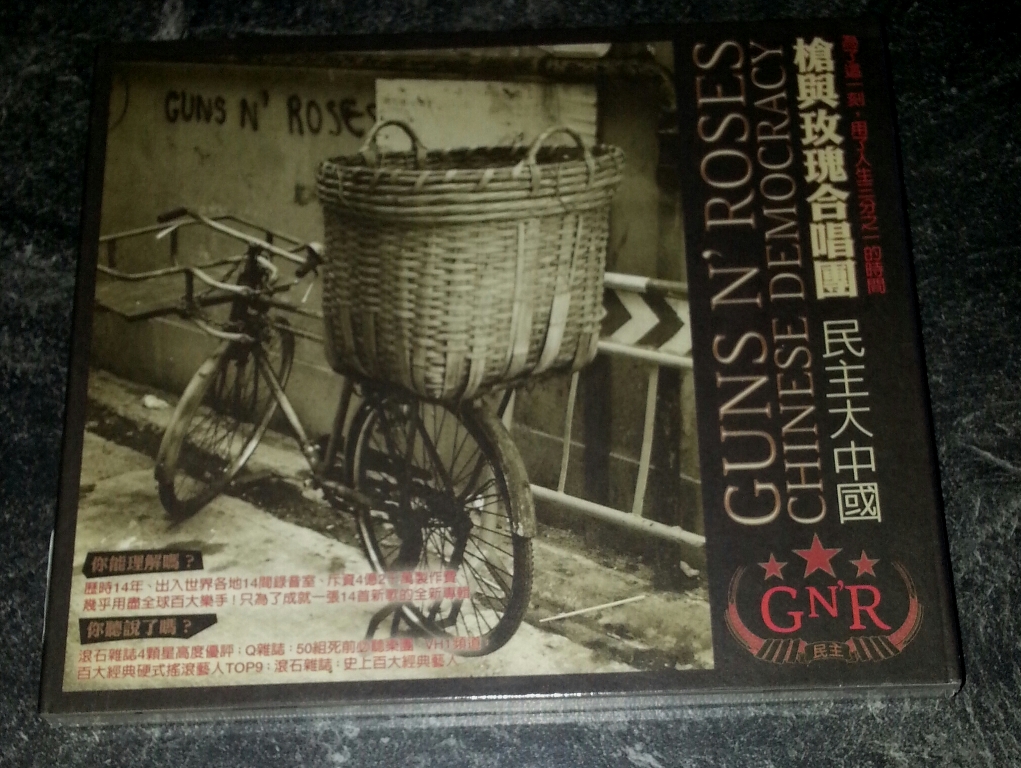 GUNS N' ROSES
GUNS N' ROSES
CHINESE DEMOCRACY
槍與玫瑰合唱團 民主大中國
為了這一刻，用了人生三分之一的時間
GN'R
民主
你能理解嗎？
歷時14年、出入世界各地14間錄音室、斥資4億2千萬製作費、
幾乎用盡全球百大樂手！只為了成就一張14首新歌的全新專輯
你聽說了嗎？
滾石雜誌4顆星高度優評；Q雜誌：50組死前必聽樂團；VH1頻道：
百大經典硬式搖滾藝人TOP9；滾石雜誌：史上百大經典藝人